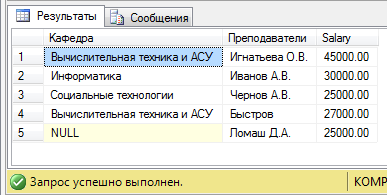 Результаты Сообщения
Кафедра Преподаватели Salary
1 Вычислительная техника и АСУ Игнатьева О.В. 45000.00
2 Информатика Иванов А.В. 30000.00
3 Социальные технологии Чернов А.В. 25000.00
4 Вычислительная техника и АСУ Быстров 27000.00
5 NULL Ломаш Д.А. 25000.00
Запрос успешно выполнен. KOMP